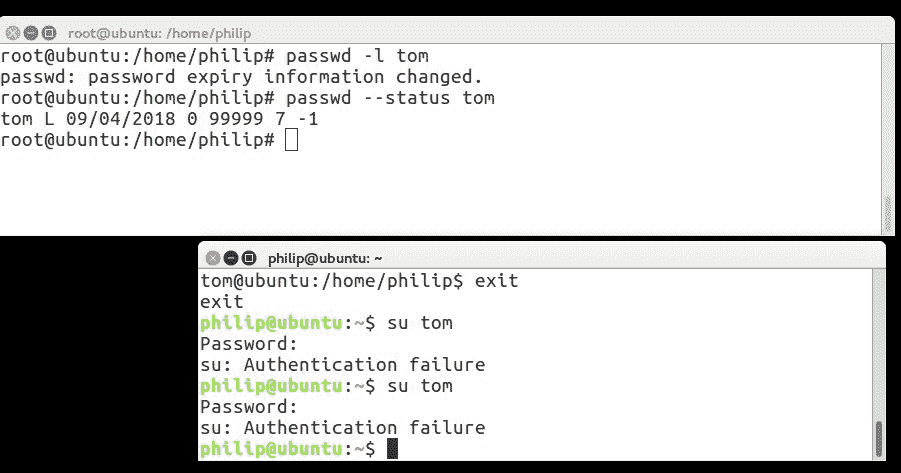 root@ubuntu: /home/philip
root@ubuntu:/home/philip# passwd -l tom
passwd: password expiry information changed.
root@ubuntu:/home/philip# passwd --status tom
tom L 09/04/2018 0 99999 7 -1
root@ubuntu:/home/philip#
philip@ubuntu: ~
tom@ubuntu:/home/philip$ exit
exit
philip@ubuntu:~$ su tom
Password:
su: Authentication failure
philip@ubuntu:~$ su tom
Password:
su: Authentication failure
philip@ubuntu:~$